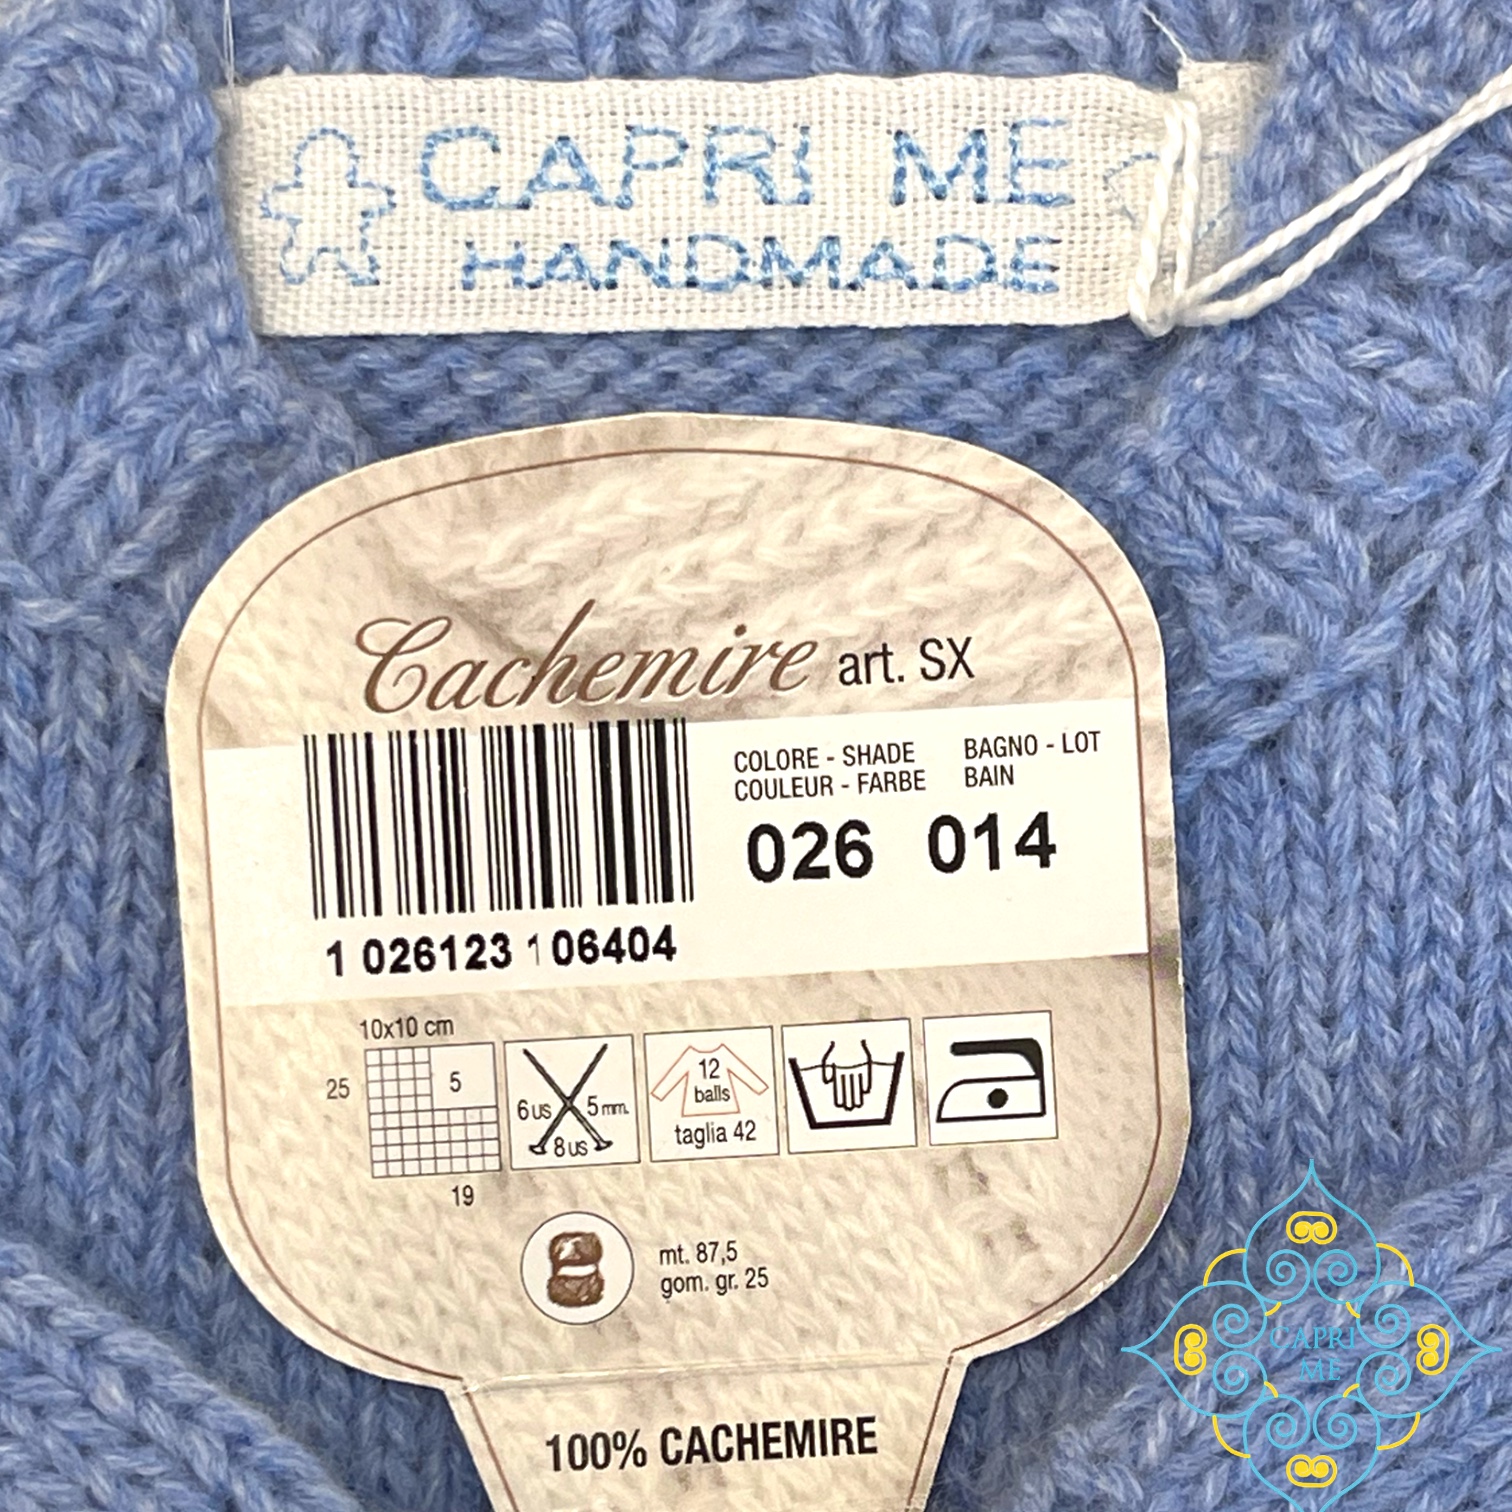 CAPRI ME
HANDMADE
Cachemire art. SX
COLORE - SHADE
COULEUR - FARBE
BAGNO - LOT
BAIN
026 014
1 026123 106404
10x10 cm
25
5
19
6 us
5 mm.
8 us
12
balls
taglia 42
mt. 87,5
gom. gr. 25
100% CACHEMIRE
CAPRI
ME